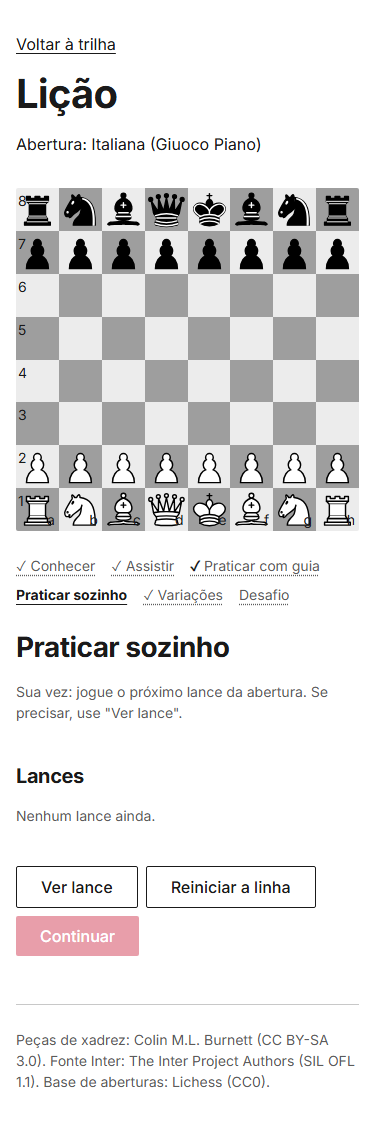 Voltar à trilha
Lição
Abertura: Italiana (Giuoco Piano)
8
7
6
5
4
3
2
1
a b c d e f g h
✓ Conhecer ✓ Assistir ✓ Praticar com guia
Praticar sozinho ✓ Variações Desafio
Praticar sozinho
Sua vez: jogue o próximo lance da abertura. Se
precisar, use "Ver lance".
Lances
Nenhum lance ainda.
Ver lance Reiniciar a linha
Continuar
Peças de xadrez: Colin M.L. Burnett (CC BY-SA
3.0). Fonte Inter: The Inter Project Authors (SIL OFL
1.1). Base de aberturas: Lichess (CC0).